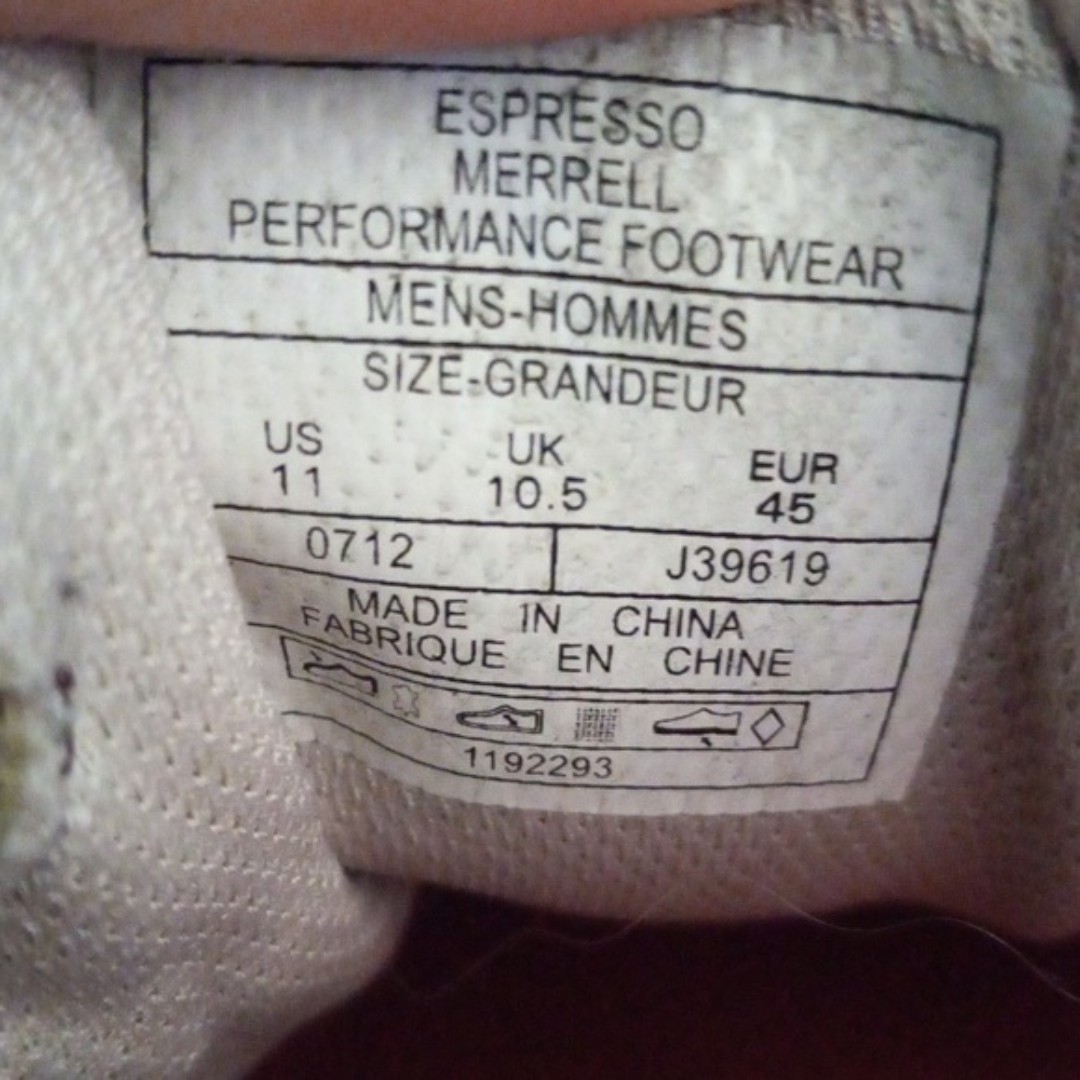 ESPRESSO
MERRELL
PERFORMANCE FOOTWEAR
MENS-HOMMES
SIZE-GRANDEUR
US UK EUR
11 10.5 45
0712 J39619
MADE IN CHINA
FABRIQUE EN CHINE
1192293